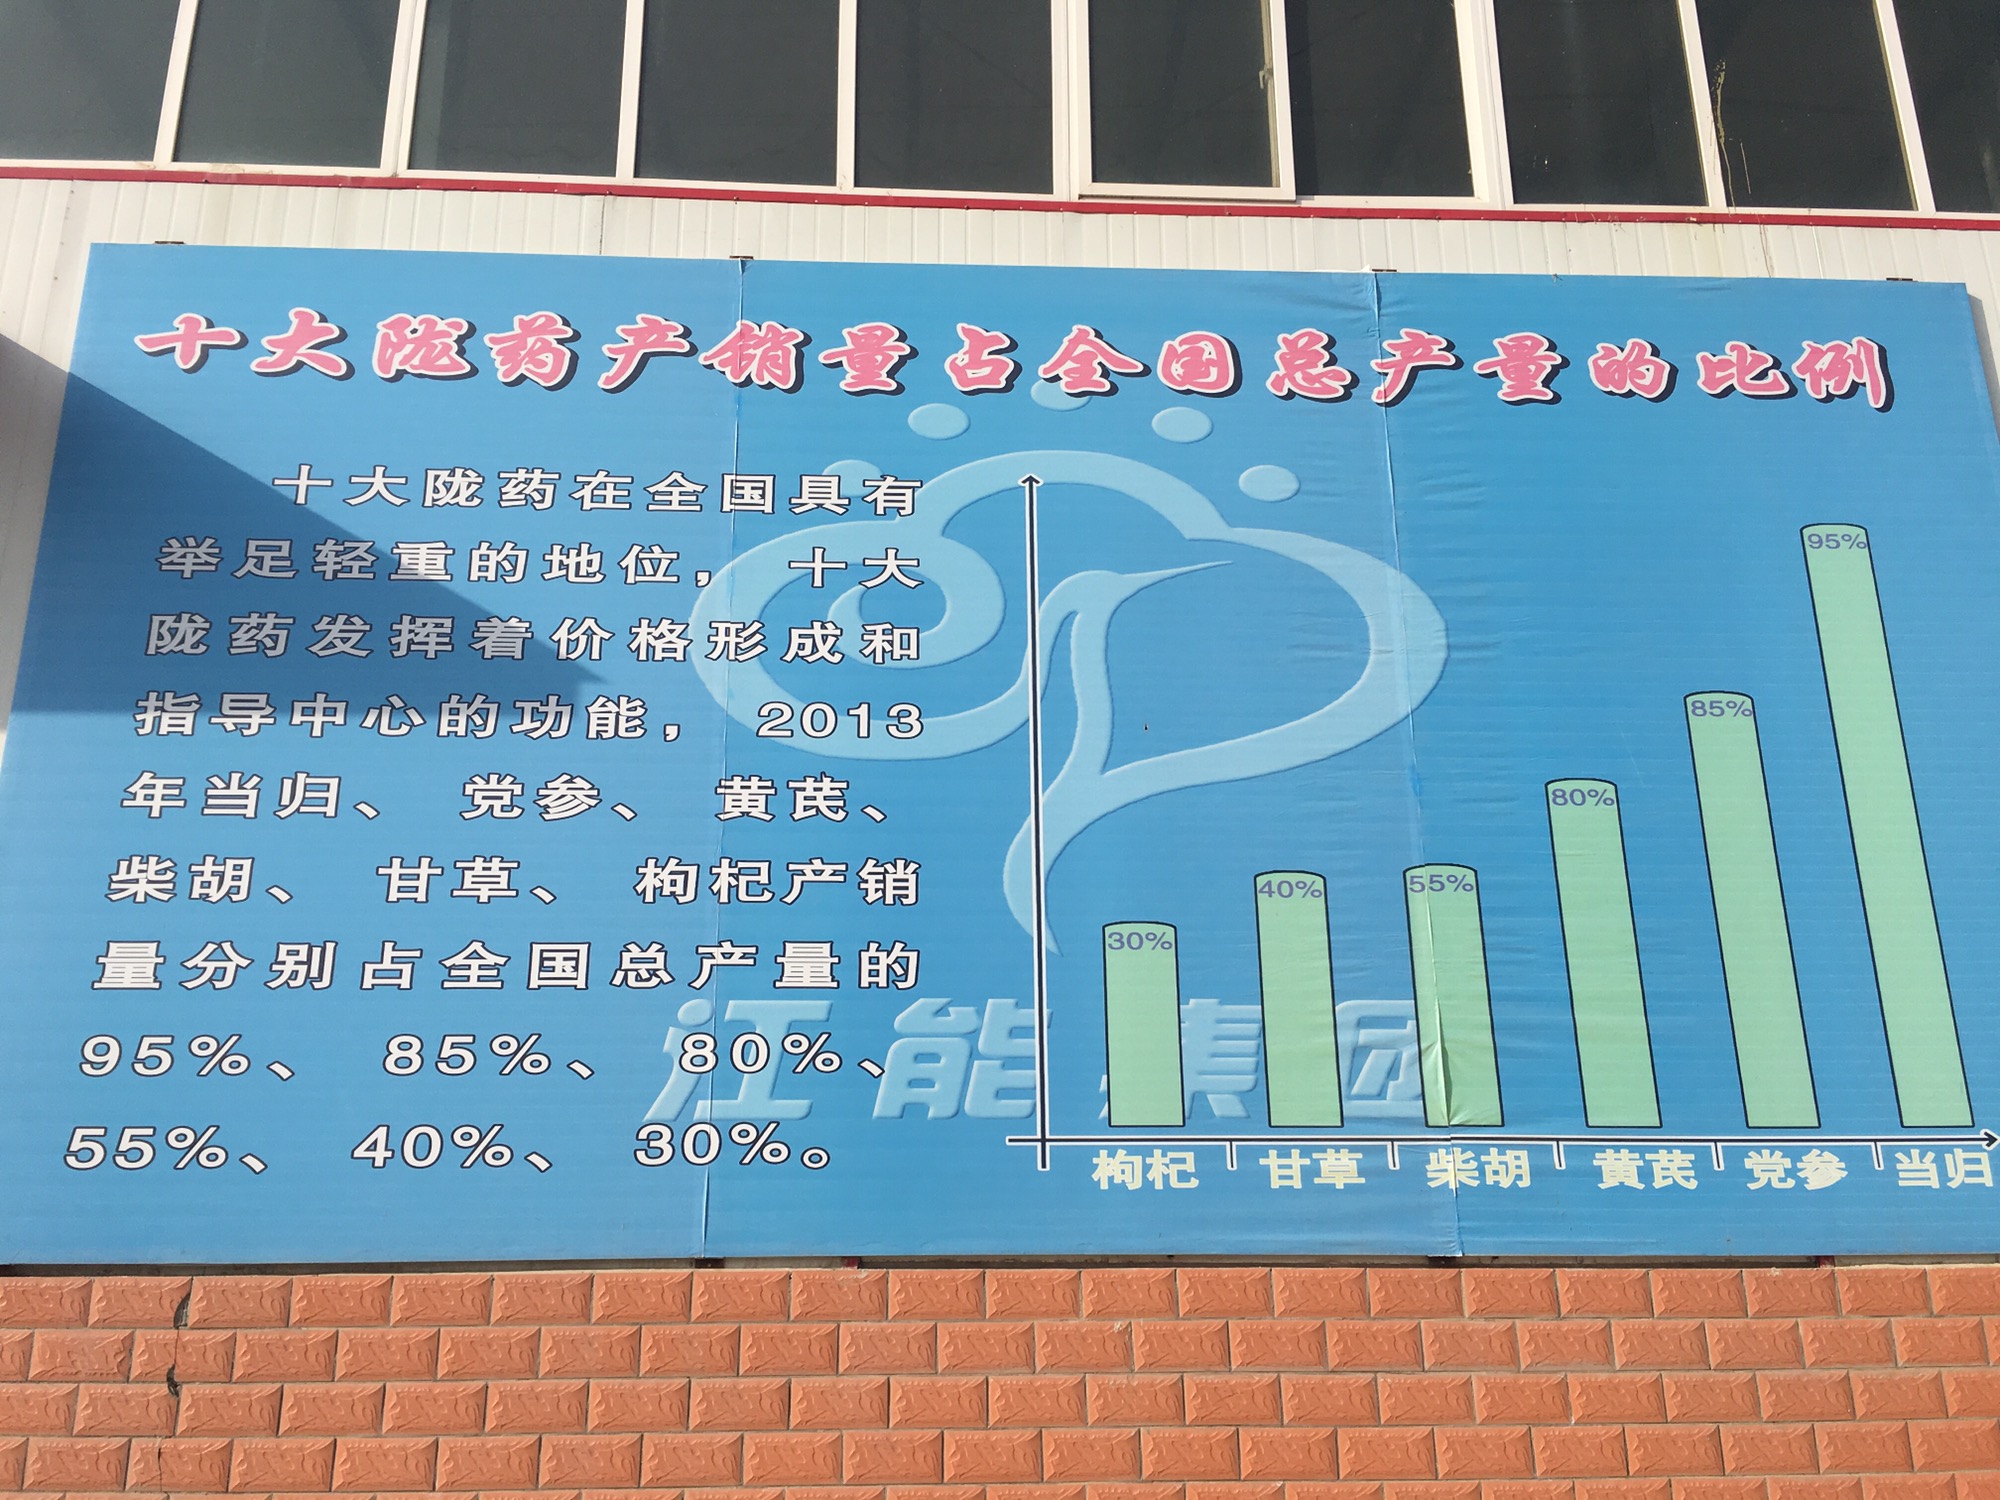 十大陇药产销量占全国总产量的比例
十大陇药在全国具有
举足轻重的地位， 十大
陇药发挥着价格形成和
指导中心的功能， 2013
年当归、 党参、 黄芪、
柴胡、 甘草、 枸杞产销
量分别占全国总产量的
95%、 85%、 80%、
55%、 40%、 30%。
江能集团
30%
40%
55%
80%
85%
95%
枸杞 甘草 柴胡 黄芪 党参 当归